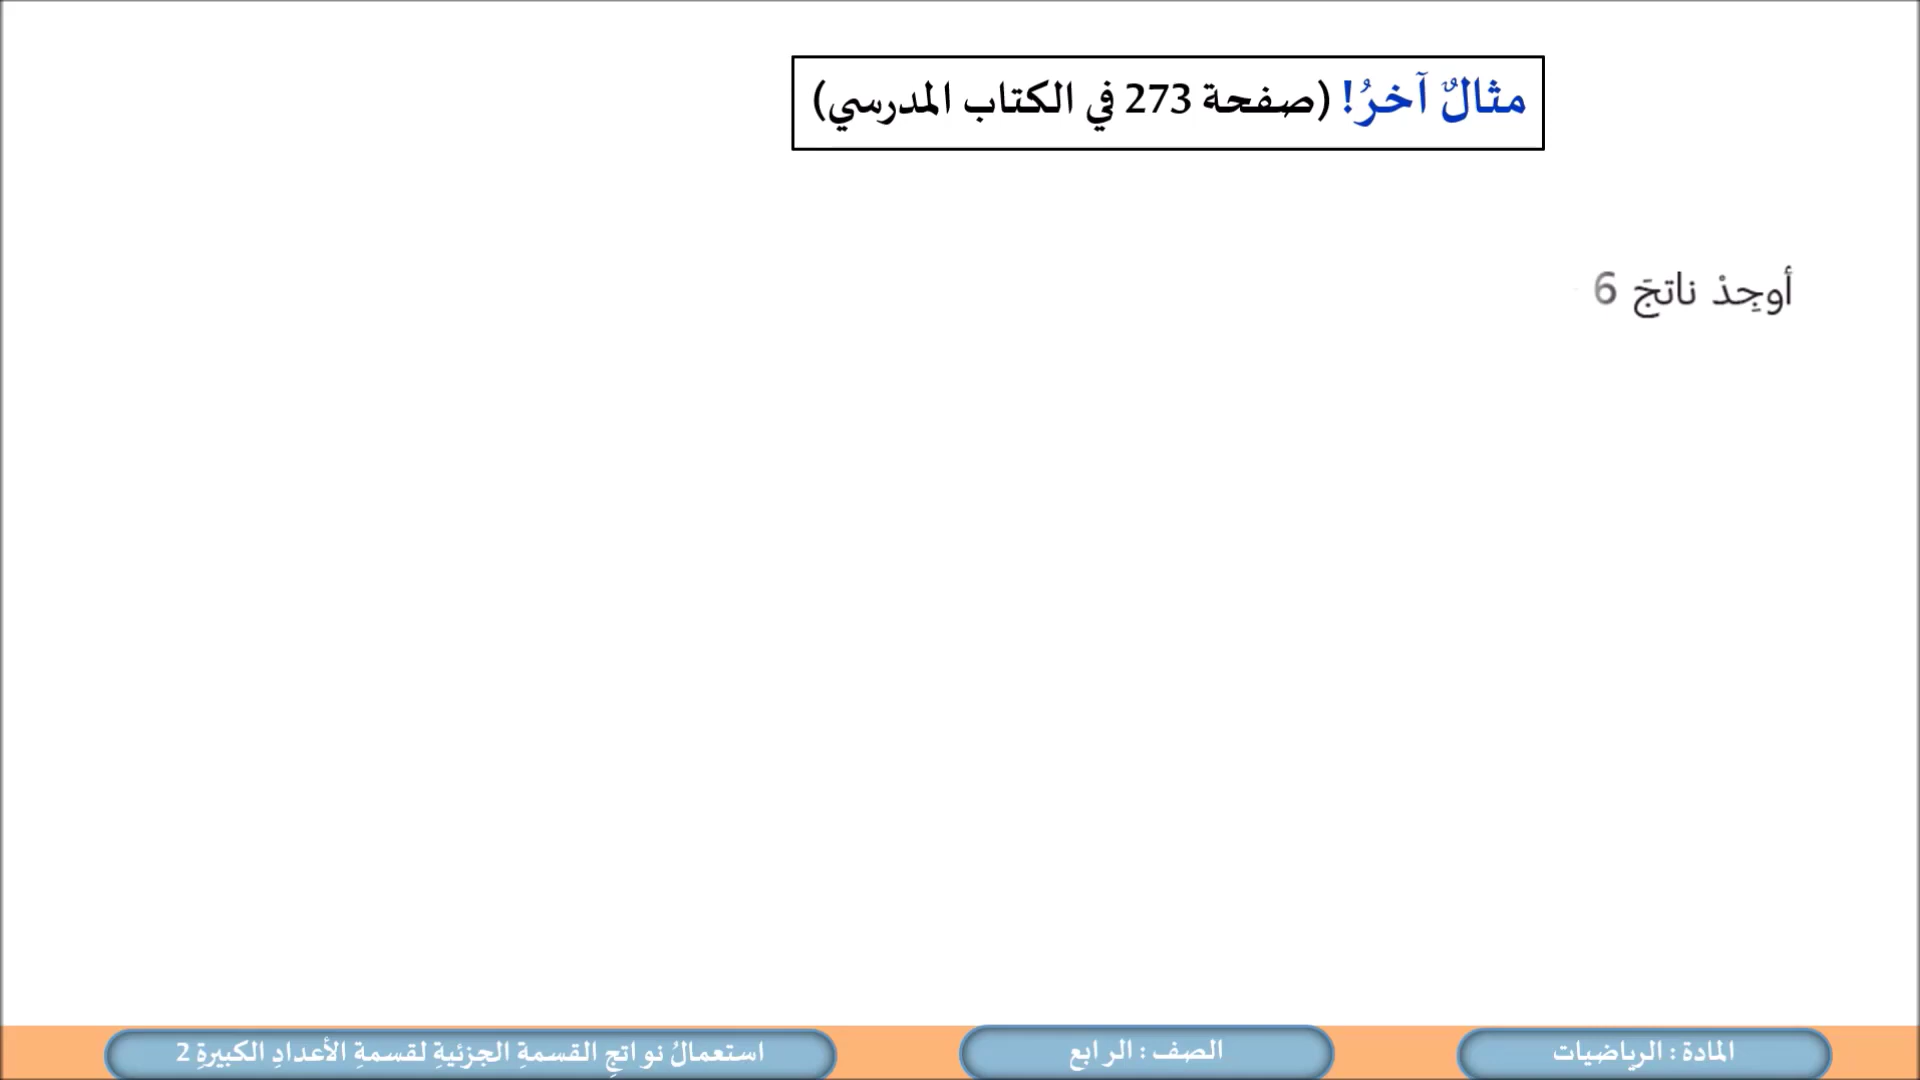 مثالٌ آخرُ! (صفحة 273 في الكتاب المدرسي)
أوجِدْ ناتجَ 6
المادة : الرياضيات
الصف : الرابع
استعمالُ نواتجِ القسمةِ الجزئيةِ لقسمةِ الأعدادِ الكبيرةِ 2